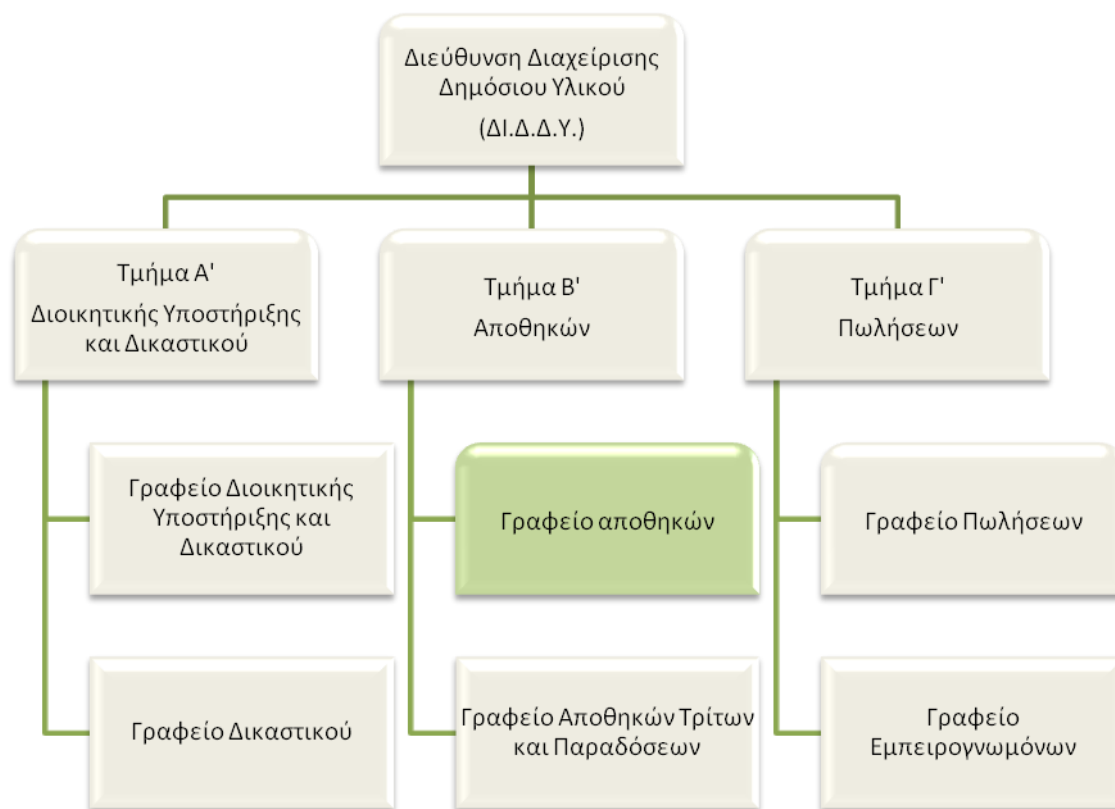 Διεύθυνση Διαχείρισης
Δημόσιου Υλικού
(ΔΙ.Δ.Δ.Υ.)
Τμήμα Α'
Διοικητικής Υποστήριξης
και Δικαστικού
Τμήμα Β'
Αποθηκών
Τμήμα Γ'
Πωλήσεων
Γραφείο Διοικητικής
Υποστήριξης και
Δικαστικού
Γραφείο αποθηκών
Γραφείο Πωλήσεων
Γραφείο Δικαστικού
Γραφείο Αποθηκών Τρίτων
και Παραδόσεων
Γραφείο
Εμπειρογνωμόνων